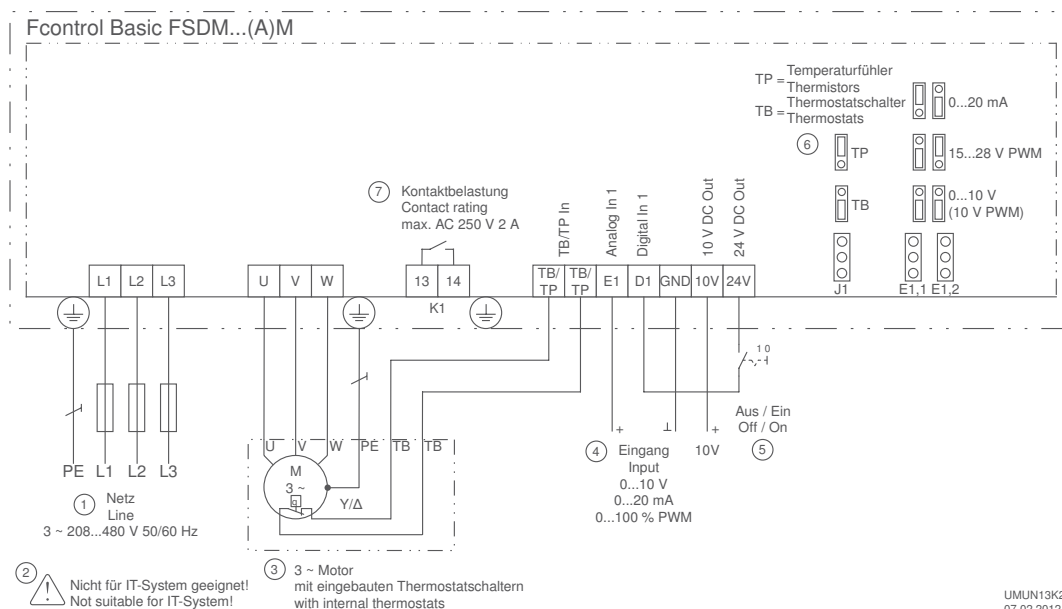 Fcontrol Basic FSDM...(A)M
TP = Temperaturfühler
Thermistors
TB = Thermostatschalter
Thermostats
0...20 mA
6
TP
15...28 V PWM
TB
0...10 V
(10 V PWM)
J1
E1,1 E1,2
7 Kontaktbelastung
Contact rating
max. AC 250 V 2 A
TB/TP In
Analog In 1
Digital In 1
10 V DC Out
24 V DC Out
L1 L2 L3
U V W
13 14
K1
TB/TP TB/TP E1 D1 GND 10V 24V
1 0
Aus / Ein
Off / On
5
PE L1 L2 L3
1 Netz
Line
3 ~ 208...480 V 50/60 Hz
U V W PE TB TB
M
3 ~
Y/Δ
+ ⊥ +
4 Eingang
Input
0...10 V
0...20 mA
0...100 % PWM
10V
2 Nicht für IT-System geeignet!
Not suitable for IT-System!
3 3 ~ Motor
mit eingebauten Thermostatschaltern
with internal thermostats